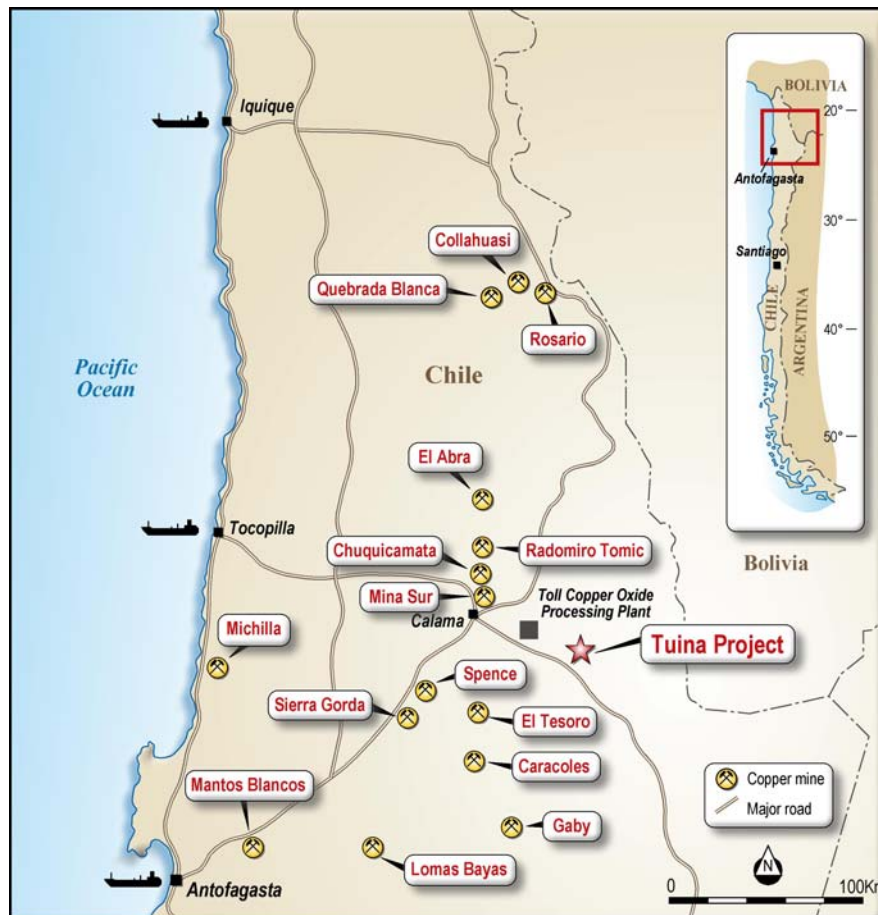 Iquique
BOLIVIA
20°
Antofagasta
30°
Santiago
CHILE
ARGENTINA
40°
50°
Collahuasi
Quebrada Blanca
Rosario
Pacific
Ocean
Chile
El Abra
Tocopilla
Chuquicamata
Radomiro Tomic
Bolivia
Mina Sur
Toll Copper Oxide
Processing Plant
Calama
Michilla
Tuina Project
Spence
Sierra Gorda
El Tesoro
Caracoles
Mantos Blancos
Copper mine
Major road
Gaby
Lomas Bayas
N
Antofagasta
0
100Km